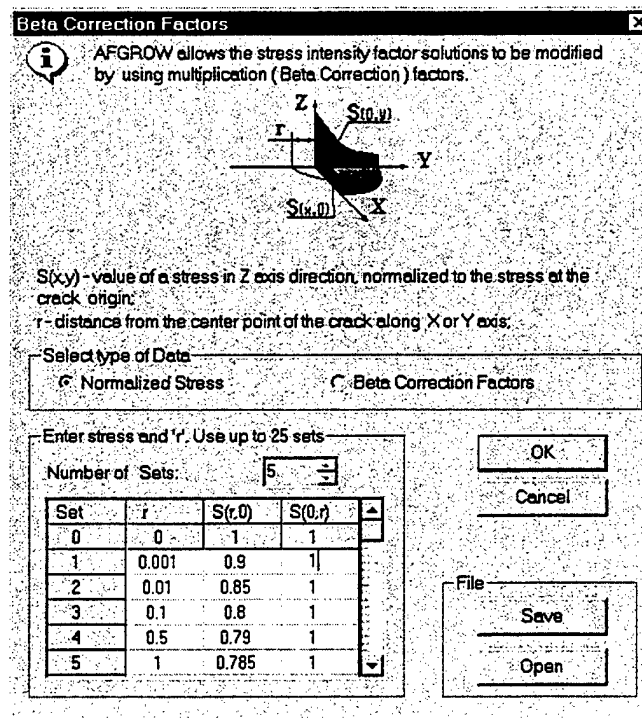 Beta Correction Factors
AFGROW allows the stress intensity factor solutions to be modified
by using multiplication ( Beta Correction ) factors.
Z
S(0,y)
r
Y
S(x,0)
X
S(x,y) - value of a stress in Z axis direction, normalized to the stress at the
crack origin;
r - distance from the center point of the crack along X or Y axis;
Select type of Data
Normalized Stress
Beta Correction Factors
Enter stress and 'r'. Use up to 25 sets
Number of Sets: 5
Set r S(r,0) S(0,r)
0 0 1 1
1 0.001 0.9 1
2 0.01 0.85 1
3 0.1 0.8 1
4 0.5 0.79 1
5 1 0.785 1
OK
Cancel
File
Save
Open